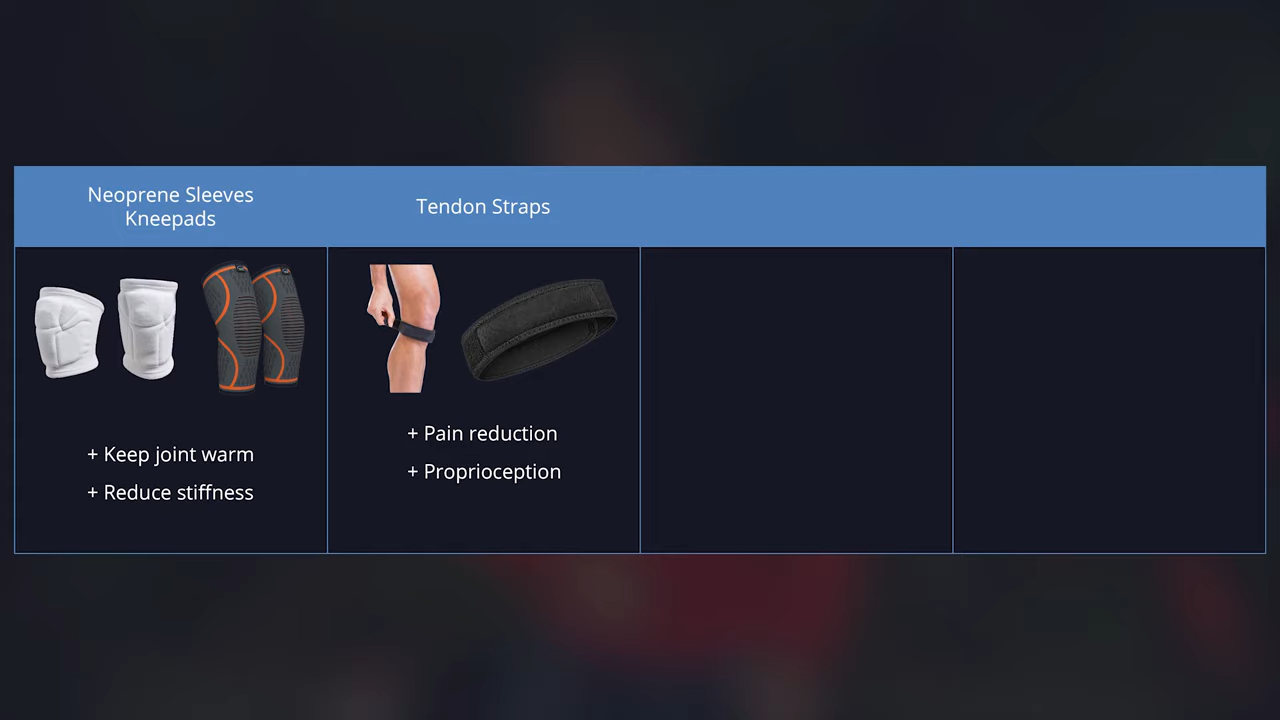 Neoprene Sleeves
Kneepads
Tendon Straps
+ Keep joint warm
+ Reduce stiffness
+ Pain reduction
+ Proprioception